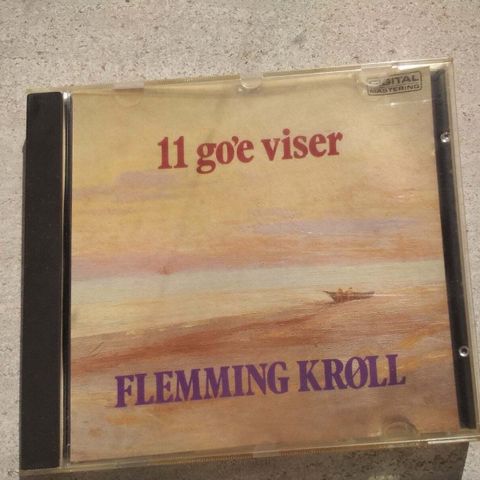 DIGITAL
MASTERING
11 go'e viser
FLEMMING KRØLL